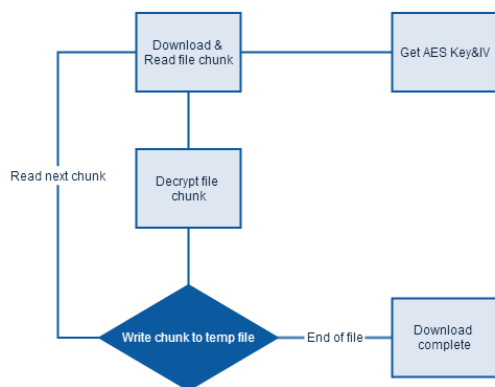 Download &
Read file chunk
Get AES Key&IV
Read next chunk
Decrypt file
chunk
Write chunk to temp file
End of file
Download
complete